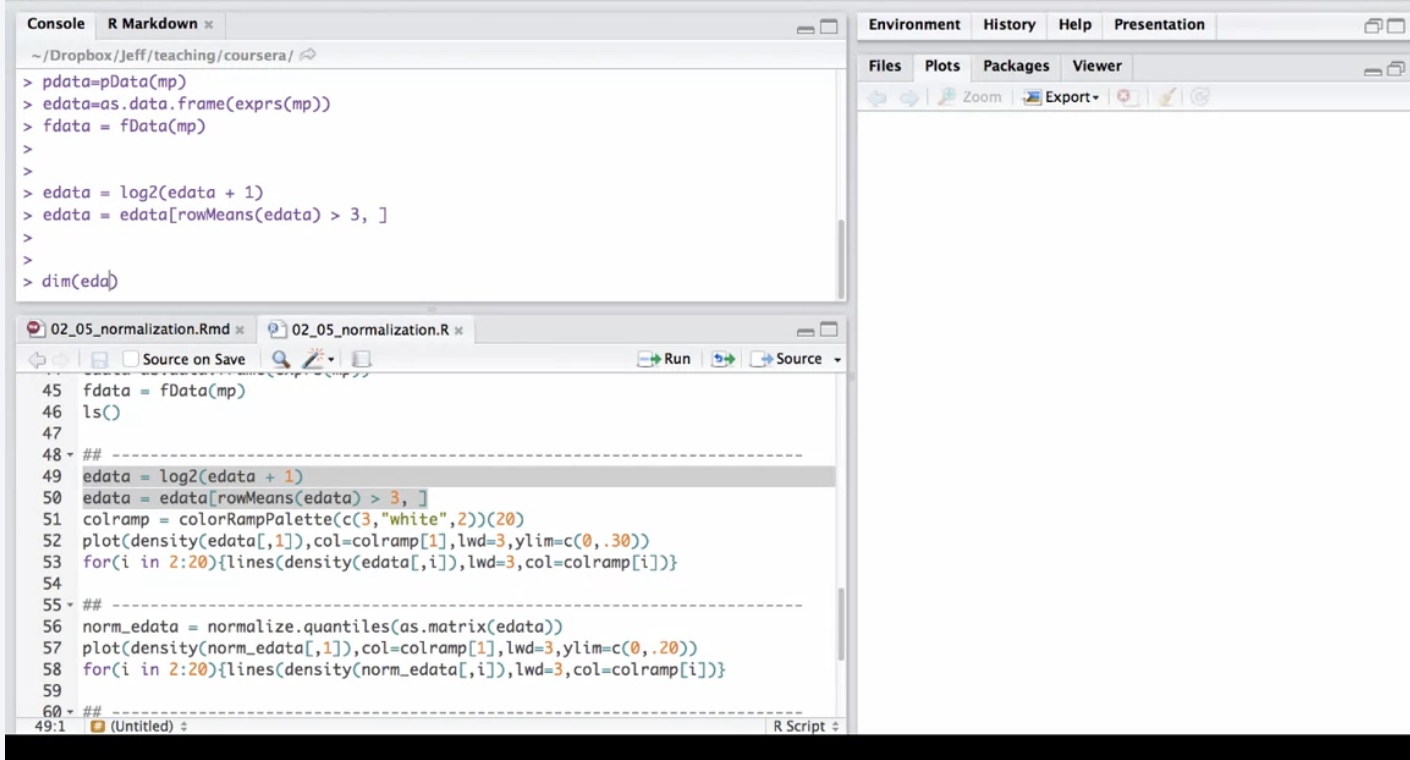 Console R Markdown
~/Dropbox/Jeff/teaching/coursera/
> pdata=pData(mp)
> edata=as.data.frame(exprs(mp))
> fdata = fData(mp)
>
>
> edata = log2(edata + 1)
> edata = edata[rowMeans(edata) > 3, ]
>
>
> dim(eda)
02_05_normalization.Rmd 02_05_normalization.R
Source on Save Run Source
45 fdata = fData(mp)
46 ls()
47
48 ## ------------------------------------------------------------------------
49 edata = log2(edata + 1)
50 edata = edata[rowMeans(edata) > 3, ]
51 colramp = colorRampPalette(c(3,"white",2))(20)
52 plot(density(edata[,1]),col=colramp[1],lwd=3,ylim=c(0,.30))
53 for(i in 2:20){lines(density(edata[,i]),lwd=3,col=colramp[i])}
54
55 ## ------------------------------------------------------------------------
56 norm_edata = normalize.quantiles(as.matrix(edata))
57 plot(density(norm_edata[,1]),col=colramp[1],lwd=3,ylim=c(0,.20))
58 for(i in 2:20){lines(density(norm_edata[,i]),lwd=3,col=colramp[i])}
59
60 ## ------------------------------------------------------------------------
49:1 (Untitled) R Script
Environment History Help Presentation
Files Plots Packages Viewer
Zoom Export